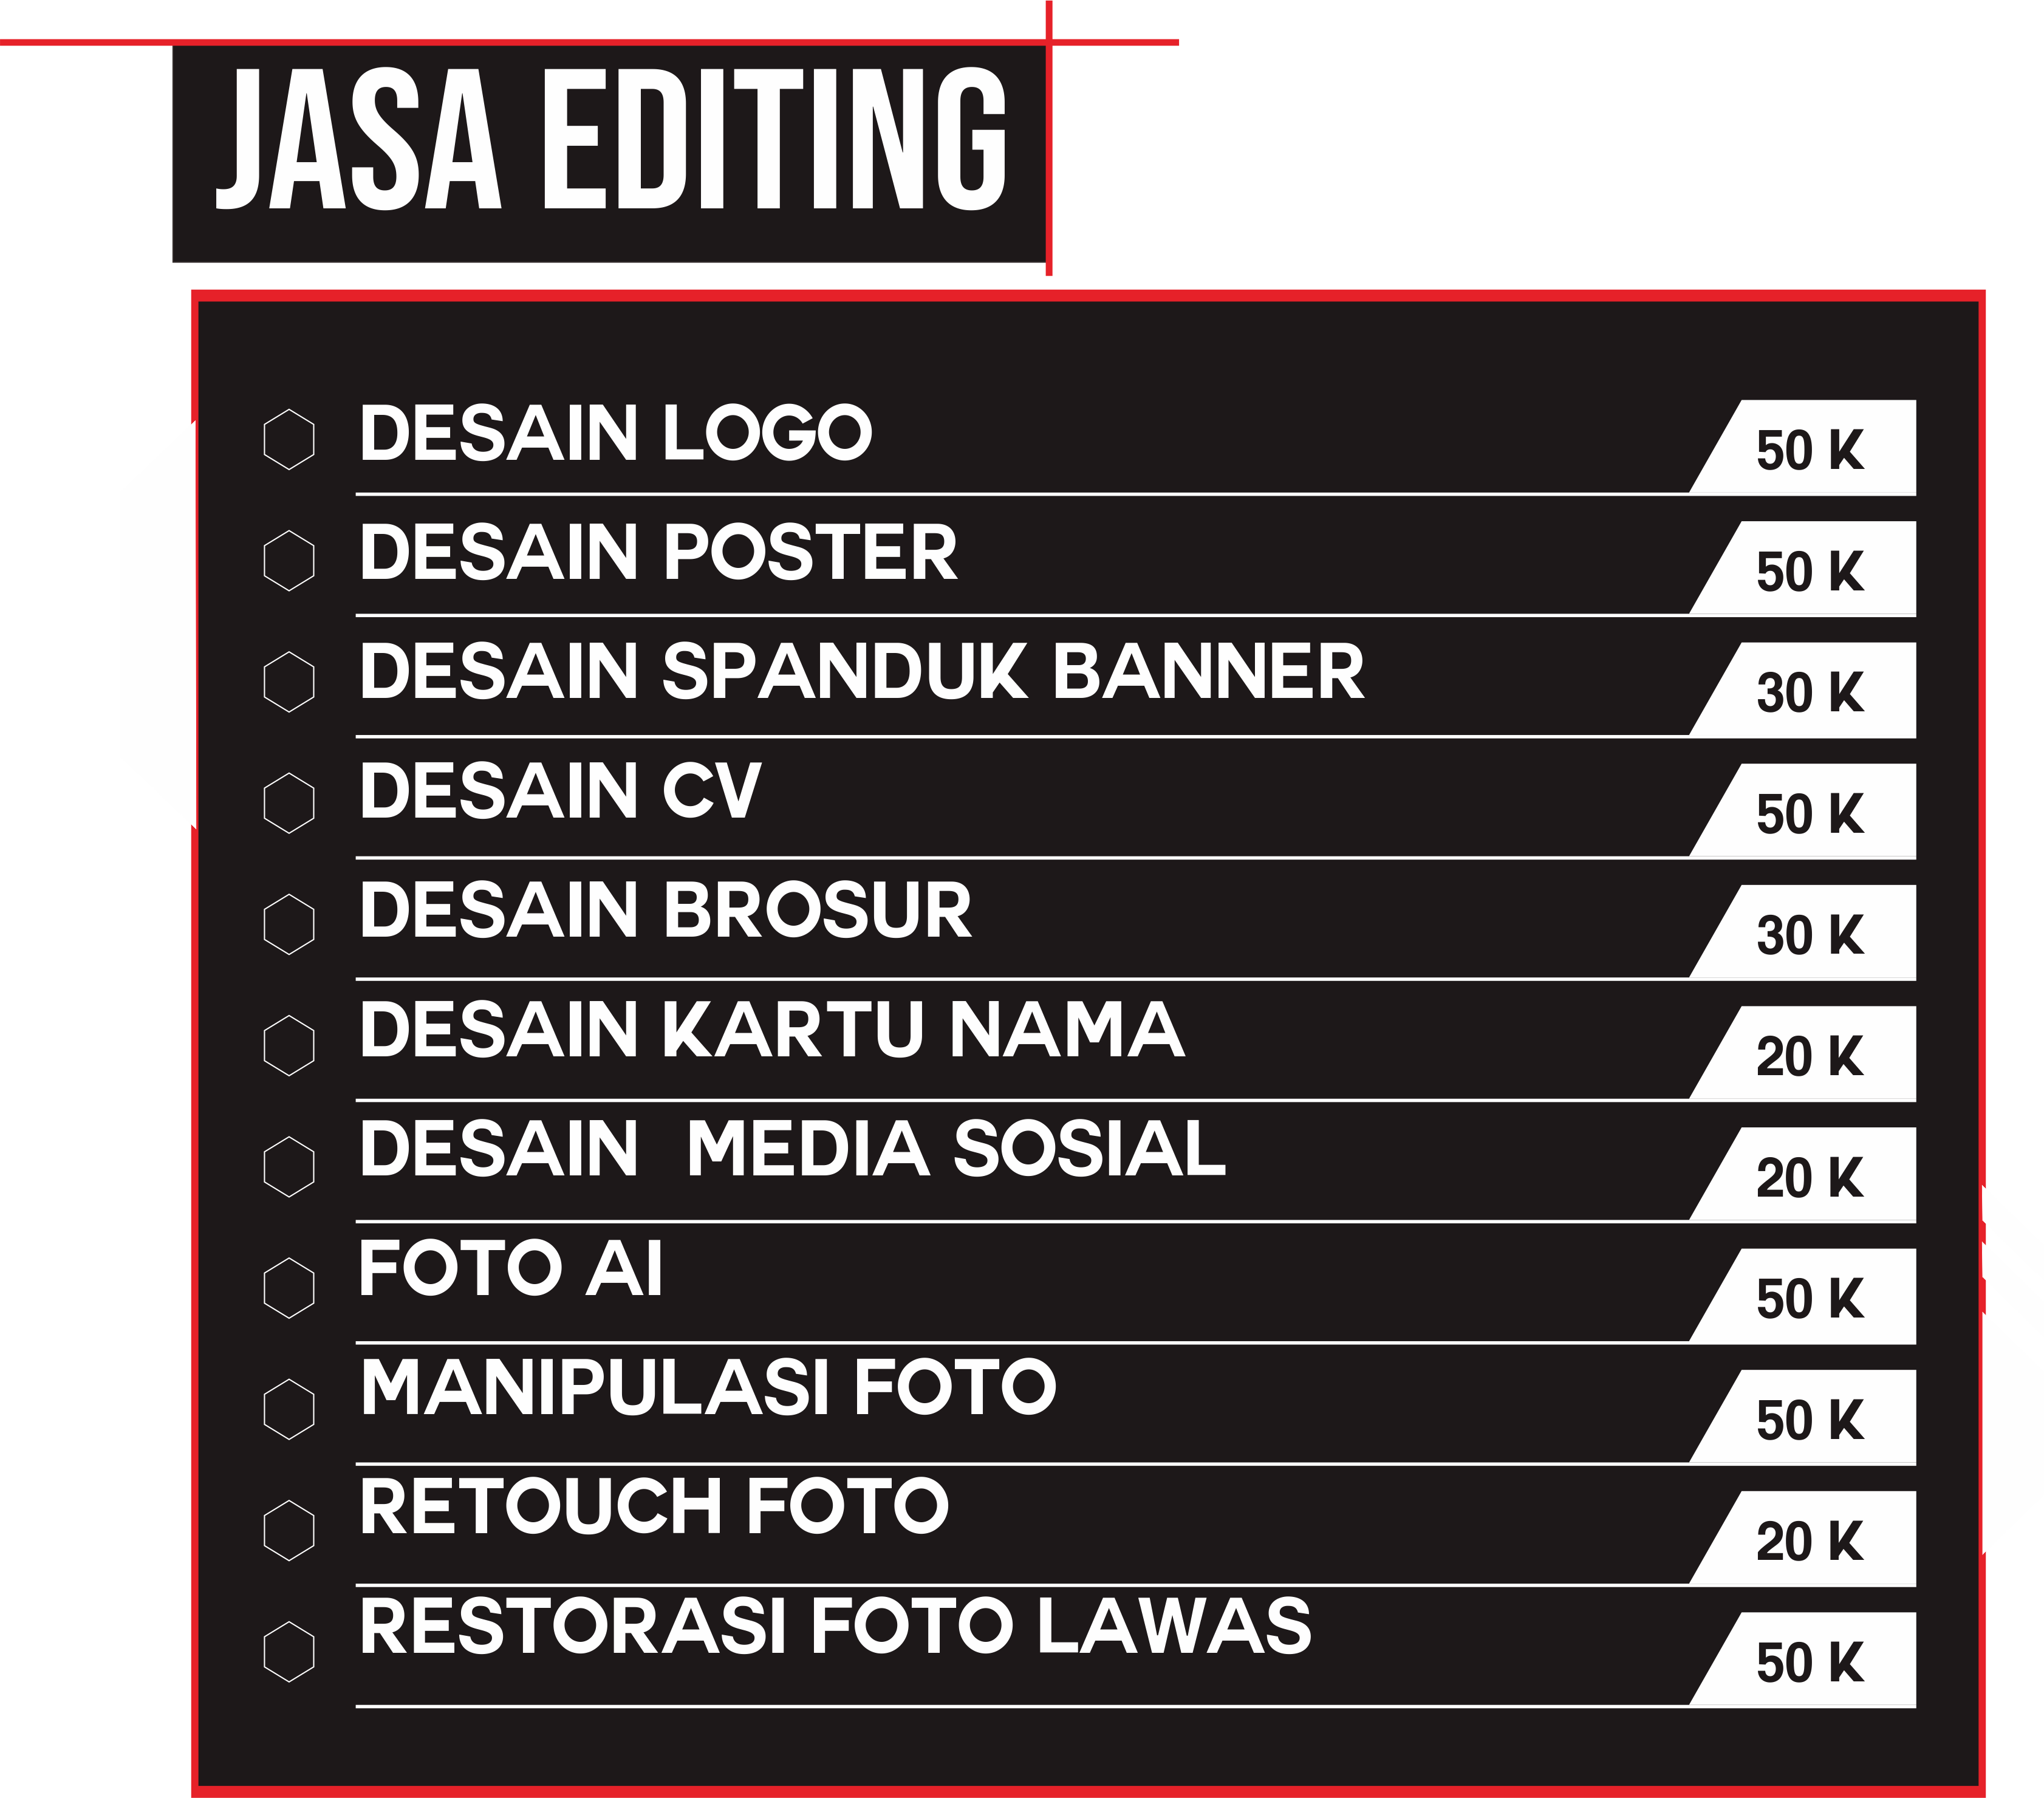 JASA EDITING
DESAIN LOGO 50 K
DESAIN POSTER 50 K
DESAIN SPANDUK BANNER 30 K
DESAIN CV 50 K
DESAIN BROSUR 30 K
DESAIN KARTU NAMA 20 K
DESAIN MEDIA SOSIAL 20 K
FOTO AI 50 K
MANIPULASI FOTO 50 K
RETOUCH FOTO 20 K
RESTORASI FOTO LAWAS 50 K